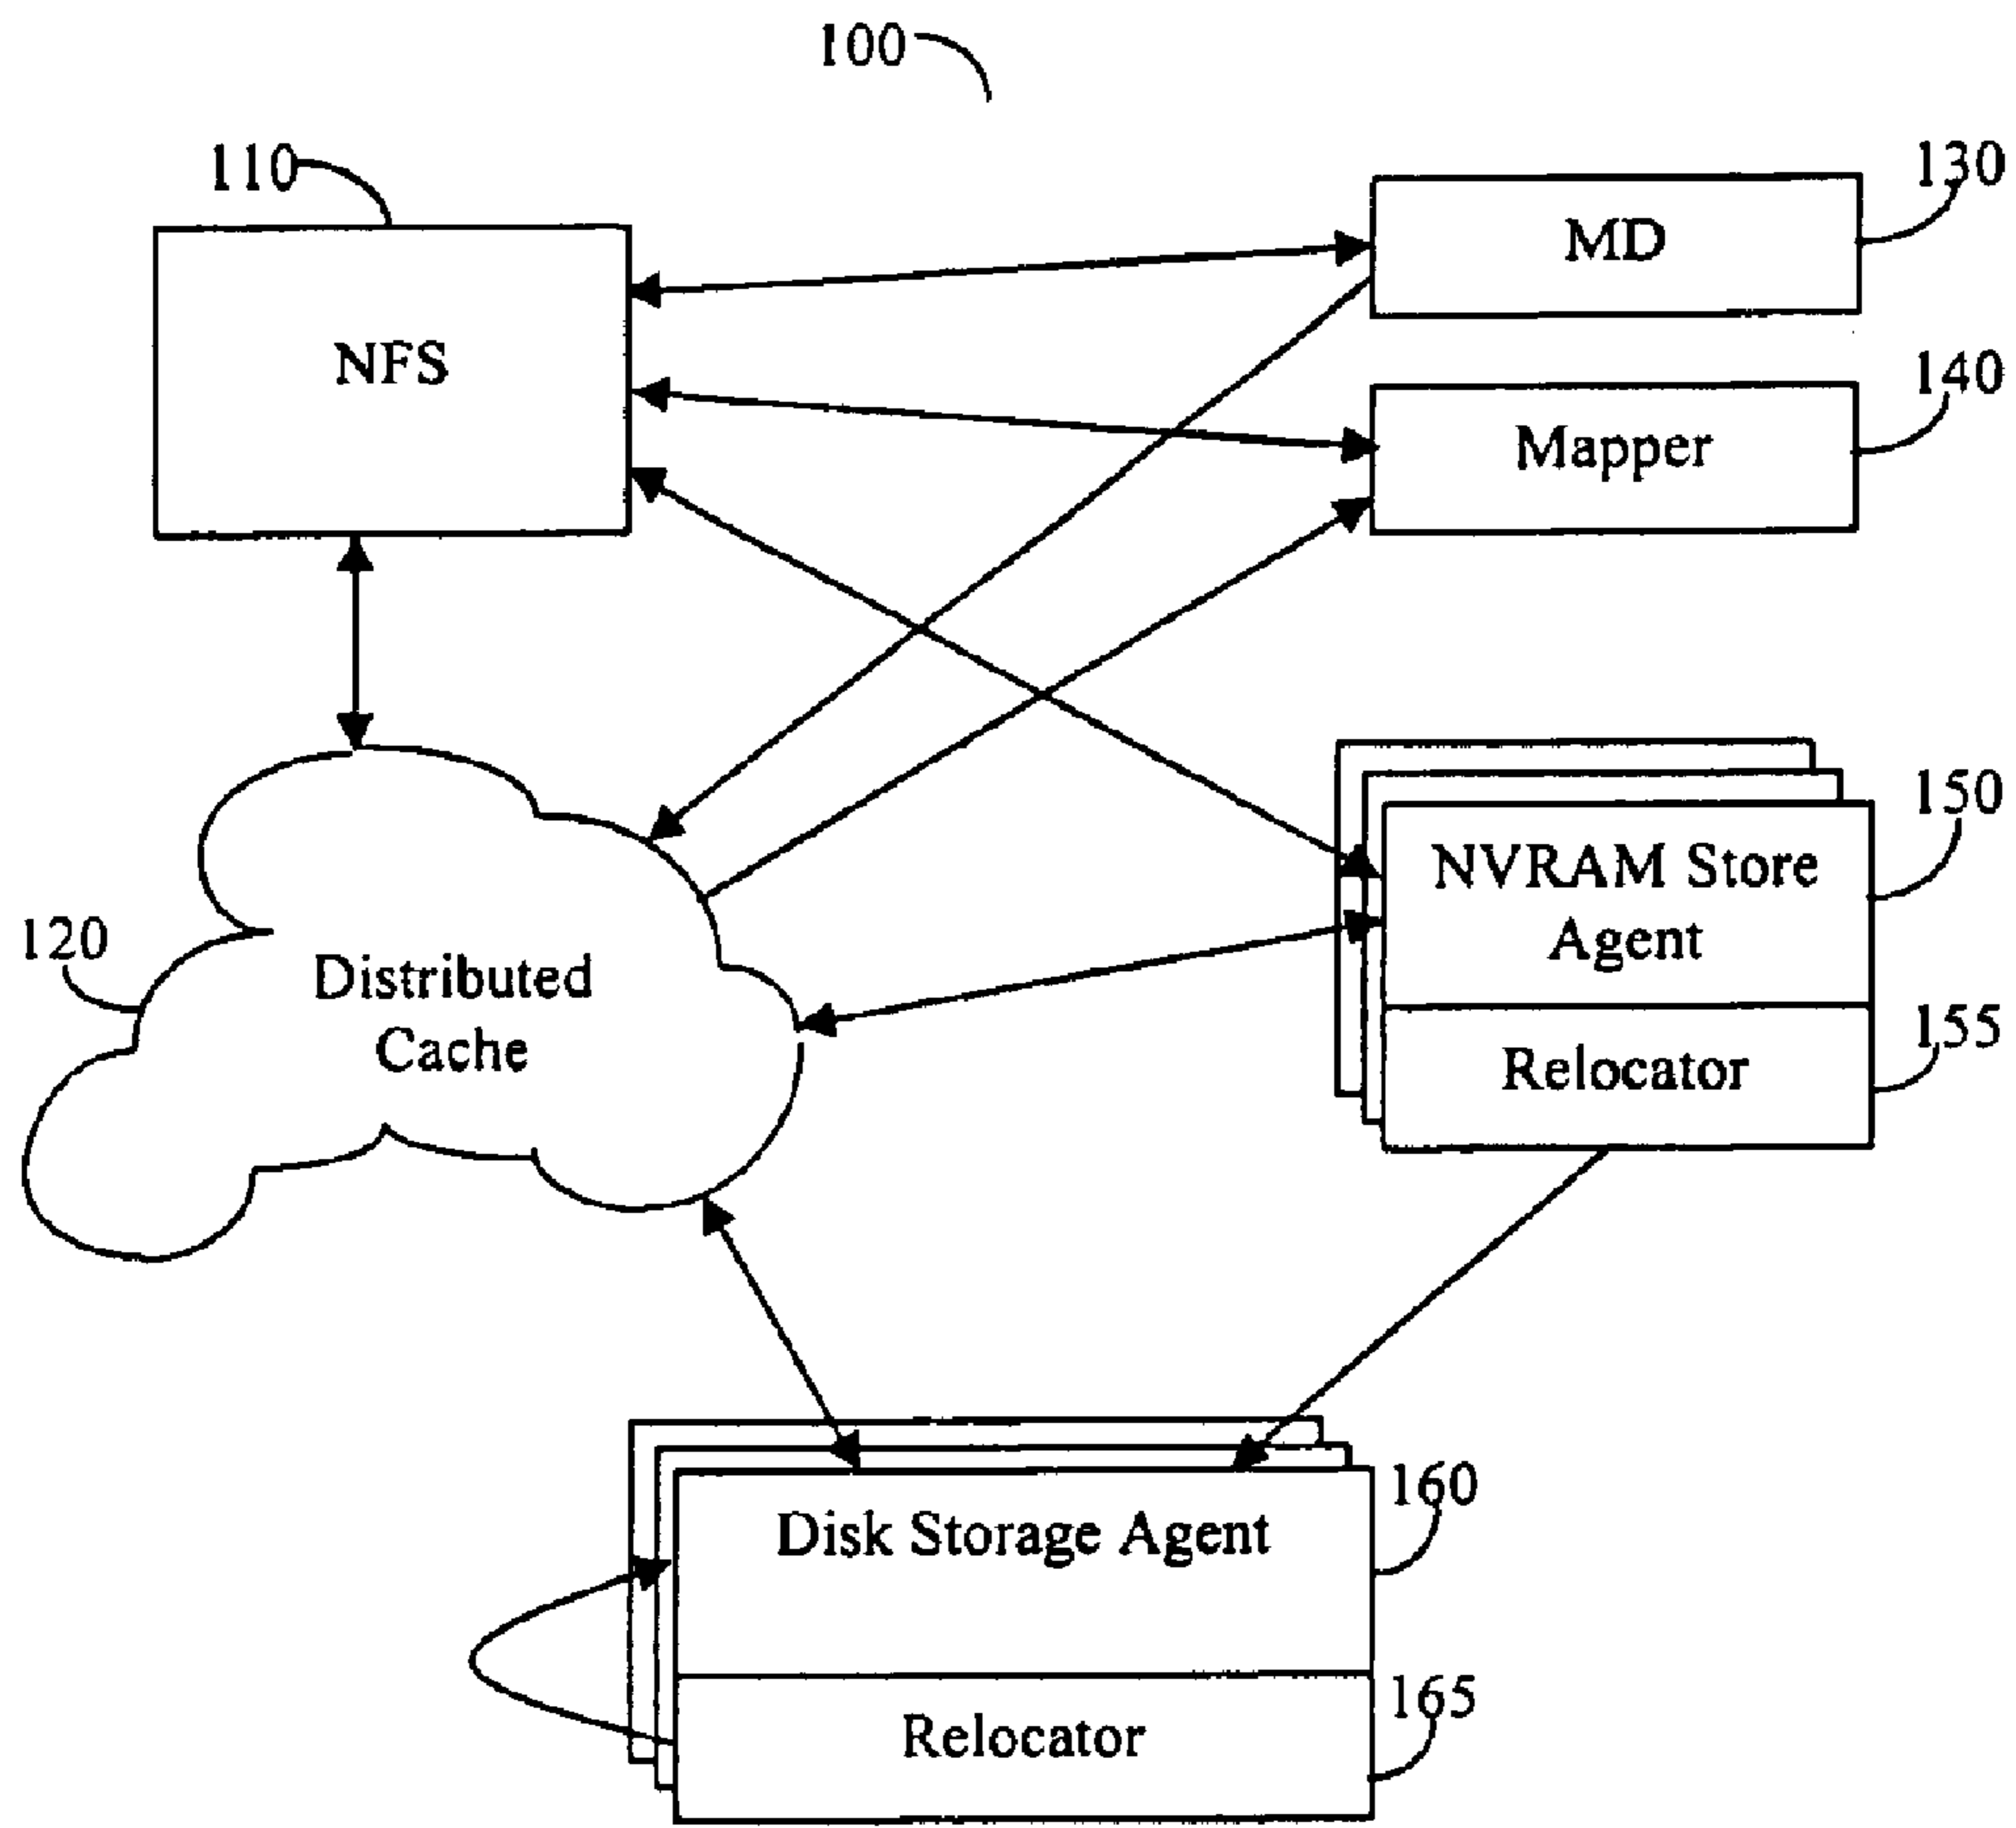 100
110
130
MD
NFS
140
Mapper
150
NVRAM Store
Agent
120
Distributed
Cache
155
Relocator
160
Disk Storage Agent
165
Relocator